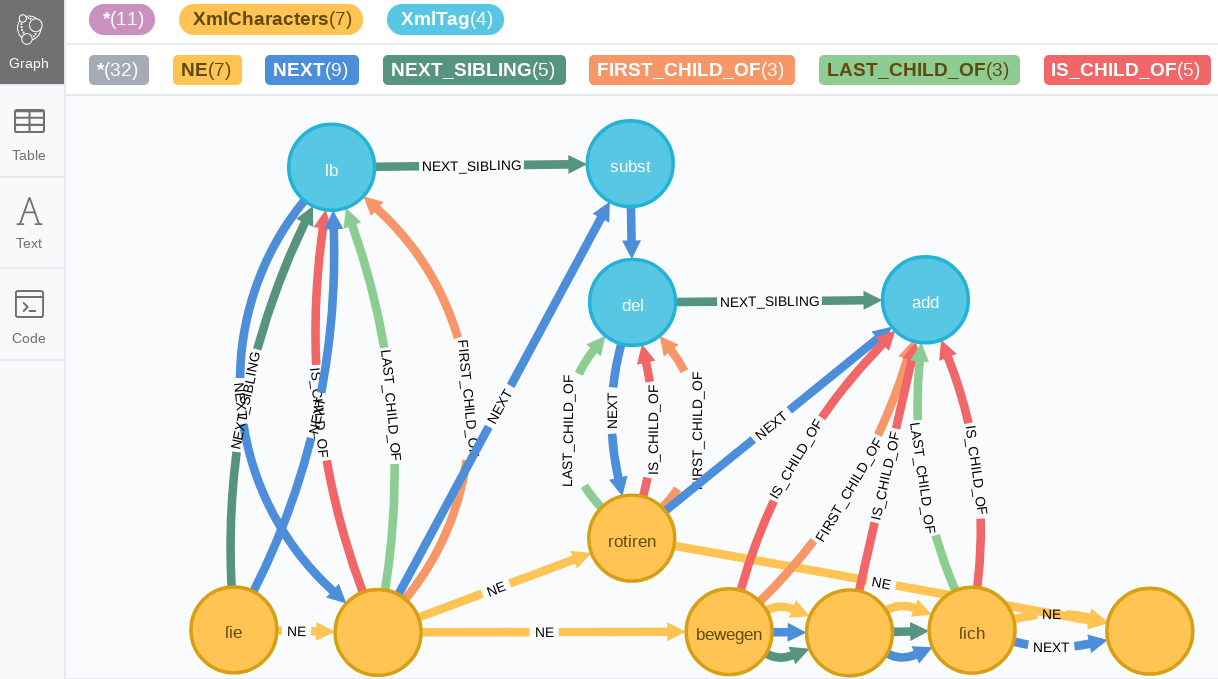 *(11) XmlCharacters(7) XmlTag(4)
Graph
*(32) NE(7) NEXT(9) NEXT_SIBLING(5) FIRST_CHILD_OF(3) LAST_CHILD_OF(3) IS_CHILD_OF(5)
Table
Text
Code
lb
NEXT_SIBLING
subst
del
NEXT_SIBLING
add
NEXT
NEXT_SIBLING
IS_CHILD_OF
NEXT
LAST_CHILD_OF
FIRST_CHILD_OF
NEXT
LAST_CHILD_OF
NEXT
IS_CHILD_OF
FIRST_CHILD_OF
NEXT
IS_CHILD_OF
FIRST_CHILD_OF
IS_CHILD_OF
LAST_CHILD_OF
IS_CHILD_OF
rotiren
NE
NE
ſie
NE
NE
bewegen
ſich
NE
NEXT